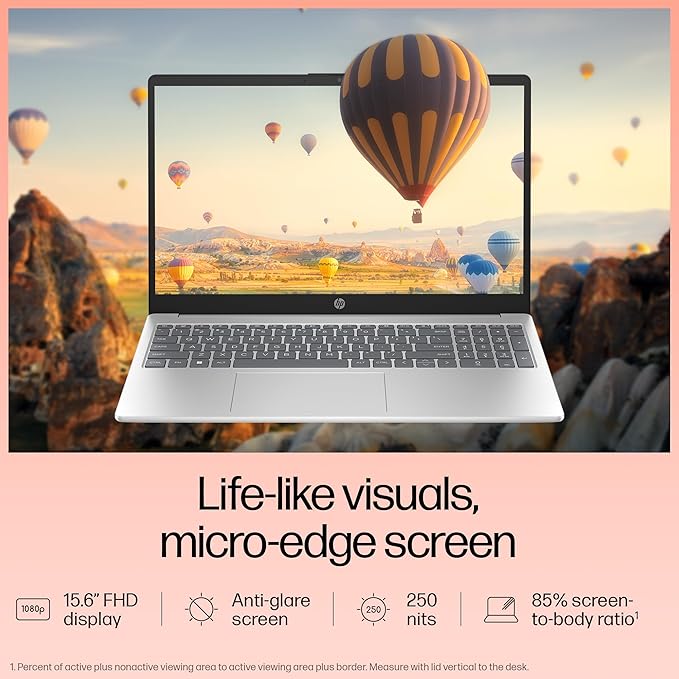 hp
Life-like visuals,
micro-edge screen
1080p
15.6” FHD
display
Anti-glare
screen
250
250
nits
85% screen-
to-body ratio¹
1. Percent of active plus nonactive viewing area to active viewing area plus border. Measure with lid vertical to the desk.